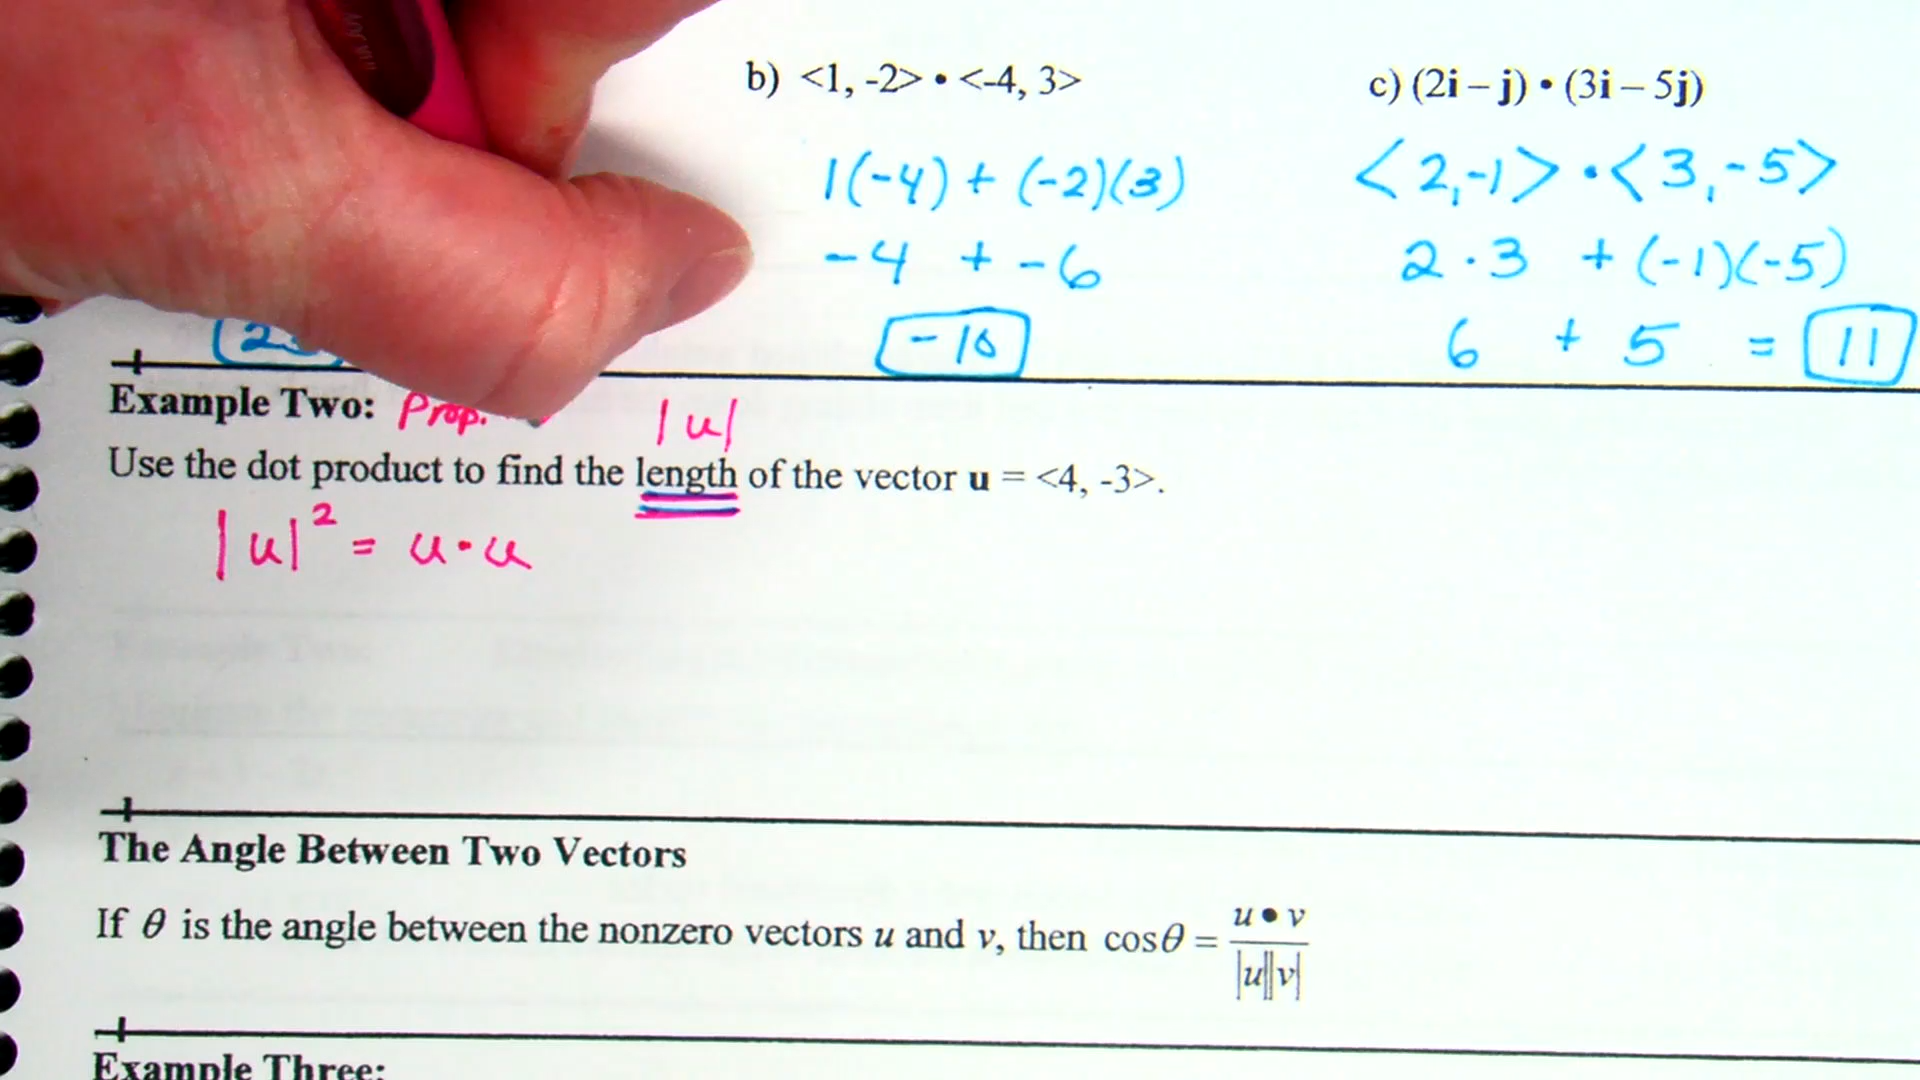 b) <1, -2> • <-4, 3>
c) (2i – j) • (3i – 5j)
1(-4) + (-2)(3)
<2,-1> · <3,-5>
-4 + -6
2 · 3 + (-1)(-5)
-10
6 + 5 = 11
Example Two: Prop.
|u|
Use the dot product to find the length of the vector u = <4, -3>.
|u|² = u · u
The Angle Between Two Vectors
If θ is the angle between the nonzero vectors u and v, then cosθ = u • v / |u||v|
Example Three: